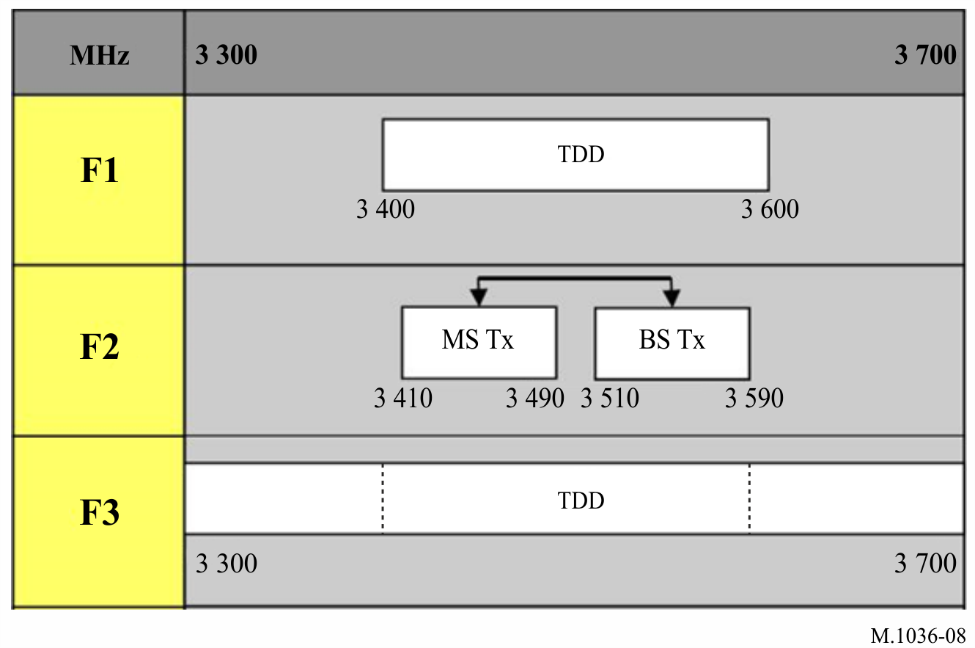 MHz 3 300 3 700
F1 TDD
3 400 3 600
F2 MS Tx BS Tx
3 410 3 490 3 510 3 590
F3 TDD
3 300 3 700
M.1036-08